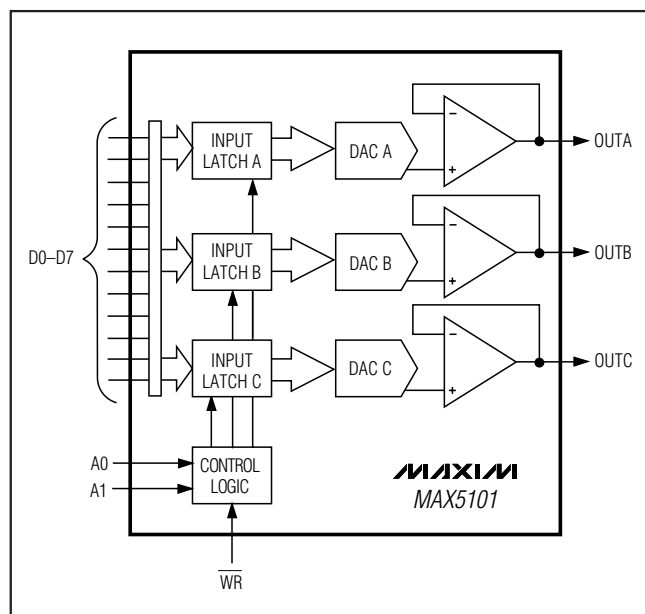 INPUT
LATCH A
DAC A
−
+
OUTA
D0–D7
INPUT
LATCH B
DAC B
−
+
OUTB
INPUT
LATCH C
DAC C
−
+
OUTC
A0
A1
CONTROL
LOGIC
MAXIM
MAX5101
W̅R̅